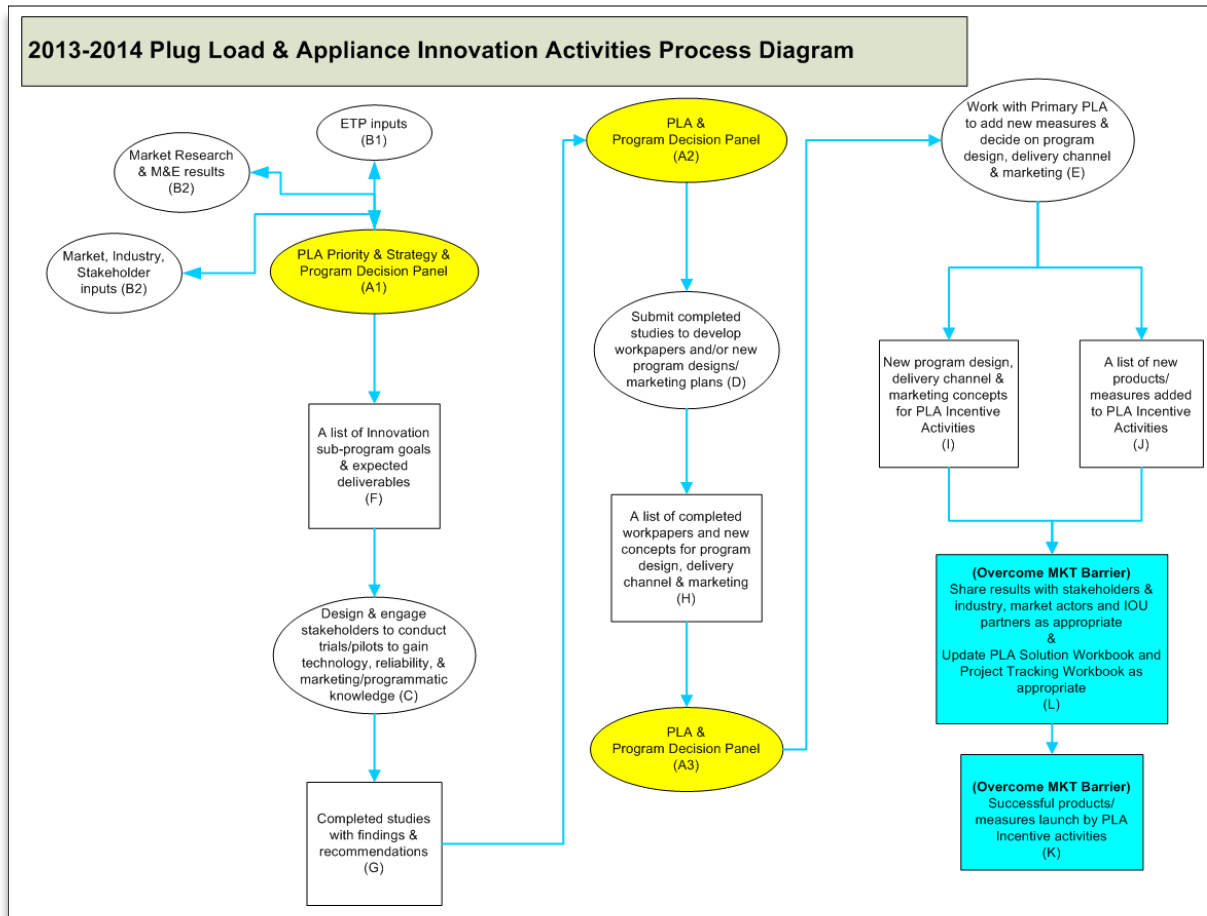 2013-2014 Plug Load & Appliance Innovation Activities Process Diagram
ETP inputs
(B1)
Market Research
& M&E results
(B2)
Market, Industry,
Stakeholder
inputs (B2)
PLA Priority & Strategy &
Program Decision Panel
(A1)
A list of Innovation
sub-program goals
& expected
deliverables
(F)
Design & engage
stakeholders to conduct
trials/pilots to gain
technology, reliability, &
marketing/programmatic
knowledge (C)
Completed studies
with findings &
recommendations
(G)
PLA &
Program Decision Panel
(A2)
Submit completed
studies to develop
workpapers and/or new
program designs/
marketing plans (D)
A list of completed
workpapers and new
concepts for program
design, delivery
channel & marketing
(H)
PLA &
Program Decision Panel
(A3)
Work with Primary PLA
to add new measures &
decide on program
design, delivery channel
& marketing (E)
New program design,
delivery channel &
marketing concepts
for PLA Incentive
Activities
(I)
A list of new
products/
measures added
to PLA Incentive
Activities
(J)
(Overcome MKT Barrier)
Share results with stakeholders &
industry, market actors and IOU
partners as appropriate
&
Update PLA Solution Workbook and
Project Tracking Workbook as
appropriate
(L)
(Overcome MKT Barrier)
Successful products/
measures launch by PLA
Incentive activities
(K)